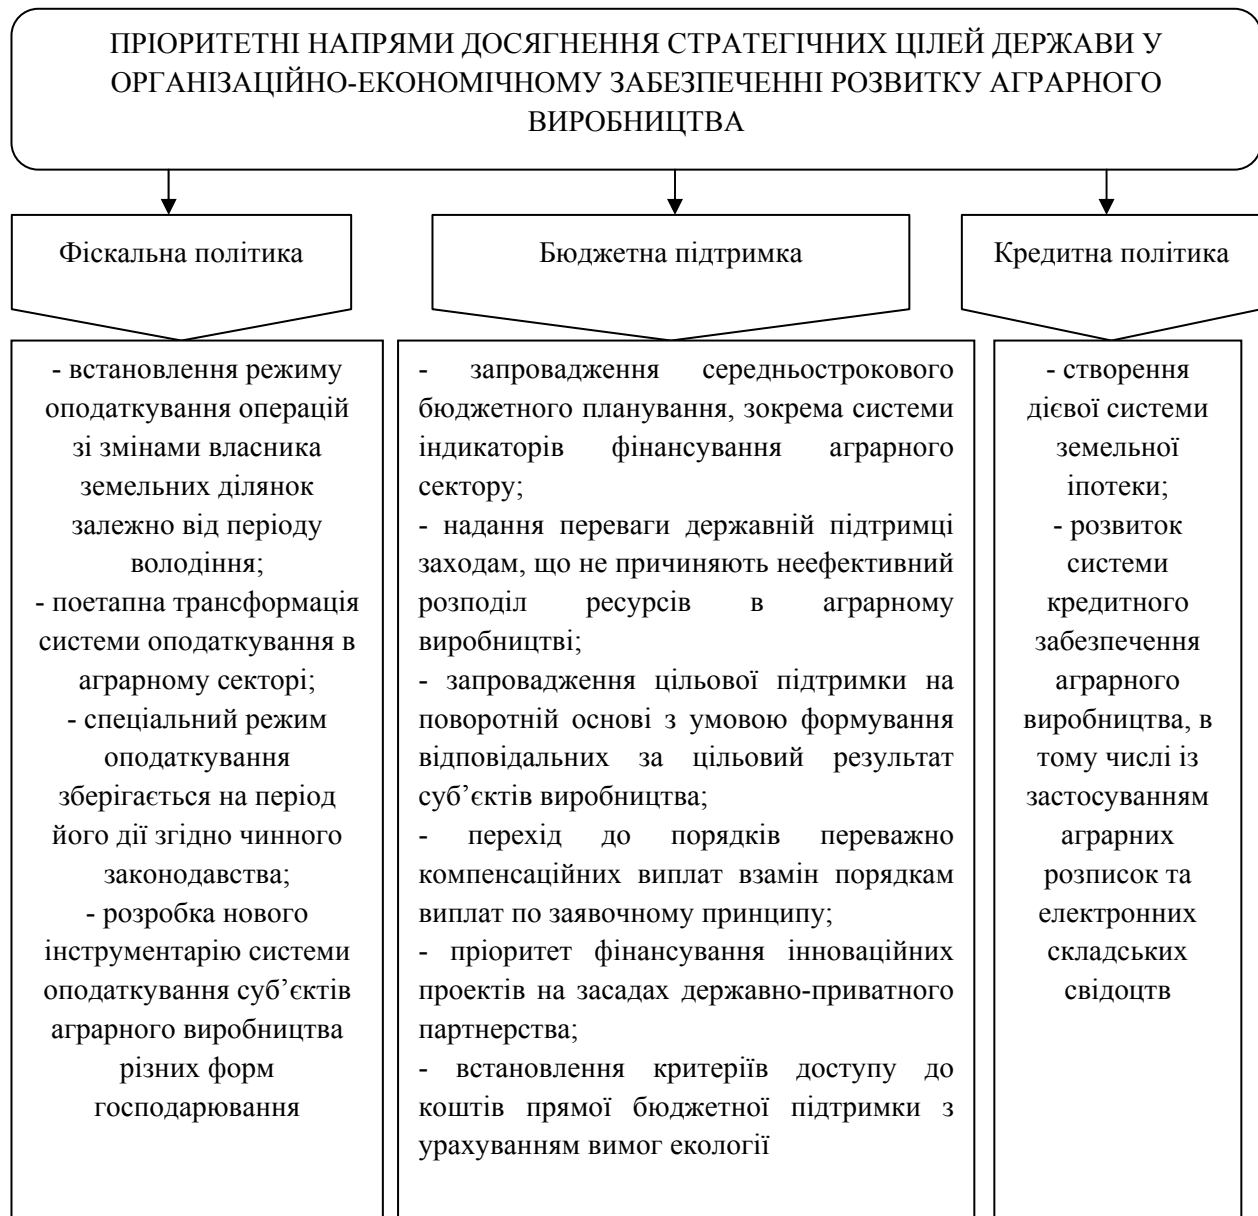 ПРІОРИТЕТНІ НАПРЯМИ ДОСЯГНЕННЯ СТРАТЕГІЧНИХ ЦІЛЕЙ ДЕРЖАВИ У
ОРГАНІЗАЦІЙНО-ЕКОНОМІЧНОМУ ЗАБЕЗПЕЧЕННІ РОЗВИТКУ АГРАРНОГО
ВИРОБНИЦТВА
Фіскальна політика
Бюджетна підтримка
Кредитна політика
- встановлення режиму
оподаткування операцій
зі змінами власника
земельних ділянок
залежно від періоду
володіння;
- поетапна трансформація
системи оподаткування в
аграрному секторі;
- спеціальний режим
оподаткування
зберігається на період
його дії згідно чинного
законодавства;
- розробка нового
інструментарію системи
оподаткування суб’єктів
аграрного виробництва
різних форм
господарювання
- запровадження середньострокового
бюджетного планування, зокрема системи
індикаторів фінансування аграрного
сектору;
- надання переваги державній підтримці
заходам, що не причиняють неефективний
розподіл ресурсів в аграрному
виробництві;
- запровадження цільової підтримки на
поворотній основі з умовою формування
відповідальних за цільовий результат
суб’єктів виробництва;
- перехід до порядків переважно
компенсаційних виплат взамін порядкам
виплат по заявочному принципу;
- пріоритет фінансування інноваційних
проектів на засадах державно-приватного
партнерства;
- встановлення критеріїв доступу до
коштів прямої бюджетної підтримки з
урахуванням вимог екології
- створення
дієвої системи
земельної
іпотеки;
- розвиток
системи
кредитного
забезпечення
аграрного
виробництва, в
тому числі із
застосуванням
аграрних
розписок та
електронних
складських
свідоцтв